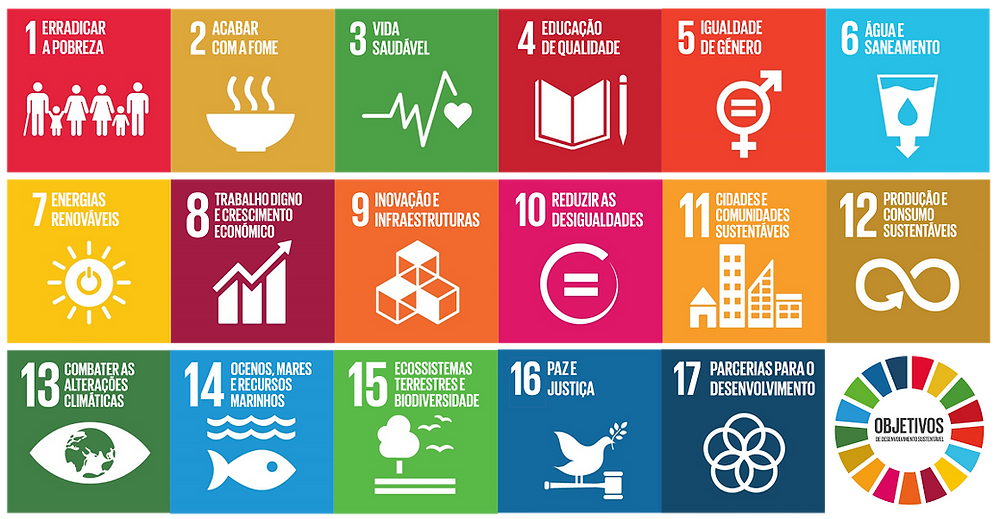 1 ERRADICAR
A POBREZA
2 ACABAR
COM A FOME
3 VIDA
SAUDÁVEL
4 EDUCAÇÃO
DE QUALIDADE
5 IGUALDADE
DE GÉNERO
6 ÁGUA E
SANEAMENTO
7 ENERGIAS
RENOVÁVEIS
8 TRABALHO DIGNO
E CRESCIMENTO
ECONÓMICO
9 INOVAÇÃO E
INFRAESTRUTURAS
10 REDUZIR AS
DESIGUALDADES
11 CIDADES E
COMUNIDADES
SUSTENTÁVEIS
12 PRODUÇÃO E
CONSUMO
SUSTENTÁVEIS
13 COMBATER AS
ALTERAÇÕES
CLIMÁTICAS
14 OCENOS, MARES
E RECURSOS
MARINHOS
15 ECOSSISTEMAS
TERRESTRES E
BIODIVERSIDADE
16 PAZ E
JUSTIÇA
17 PARCERIAS PARA O
DESENVOLVIMENTO
OBJETIVOS
DE DESENVOLVIMENTO SUSTENTÁVEL